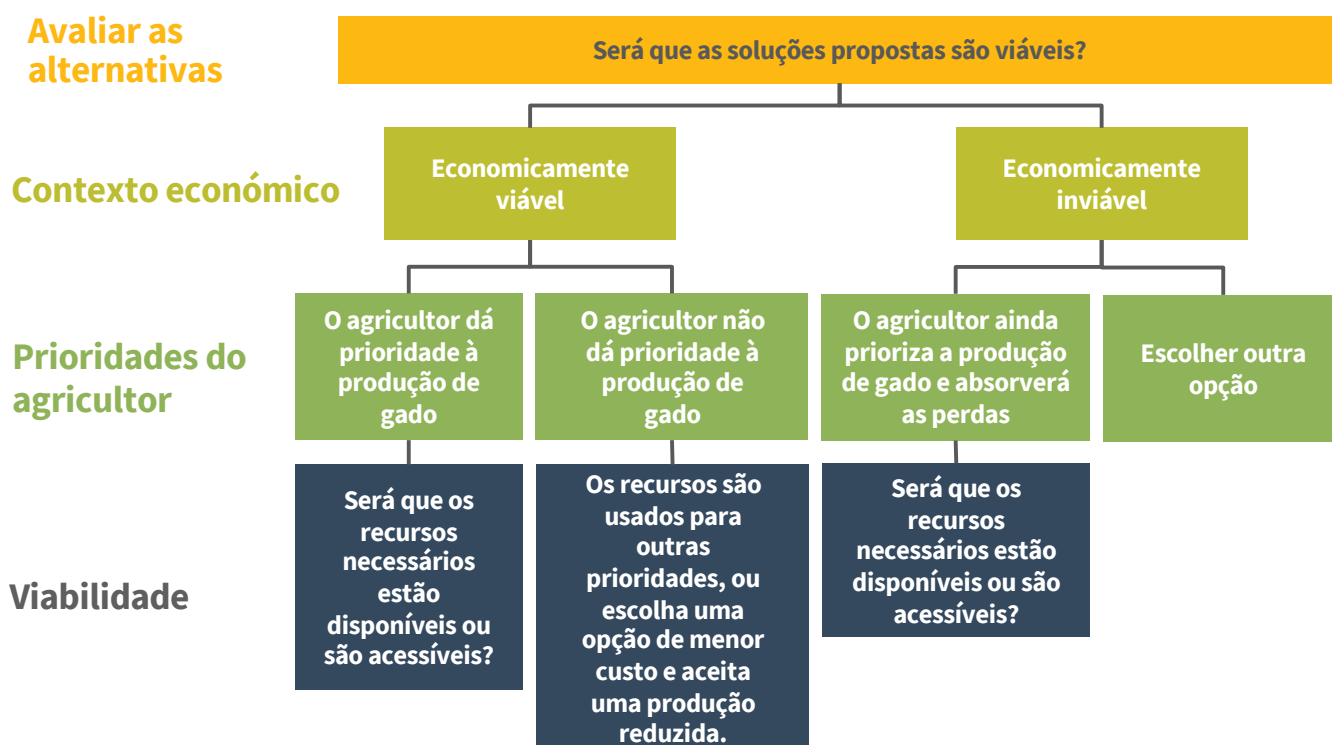 Avaliar as
alternativas
Será que as soluções propostas são viáveis?
Contexto económico
Economicamente
viável
Economicamente
inviável
Prioridades do
agricultor
O agricultor dá
prioridade à
produção de
gado
O agricultor não
dá prioridade à
produção de
gado
O agricultor ainda
prioriza a produção
de gado e absorverá
as perdas
Escolher outra
opção
Viabilidade
Será que os
recursos
necessários
estão
disponíveis ou
são acessíveis?
Os recursos são
usados para
outras
prioridades, ou
escolha uma
opção de menor
custo e aceita
uma produção
reduzida.
Será que os
recursos
necessários estão
disponíveis ou são
acessíveis?